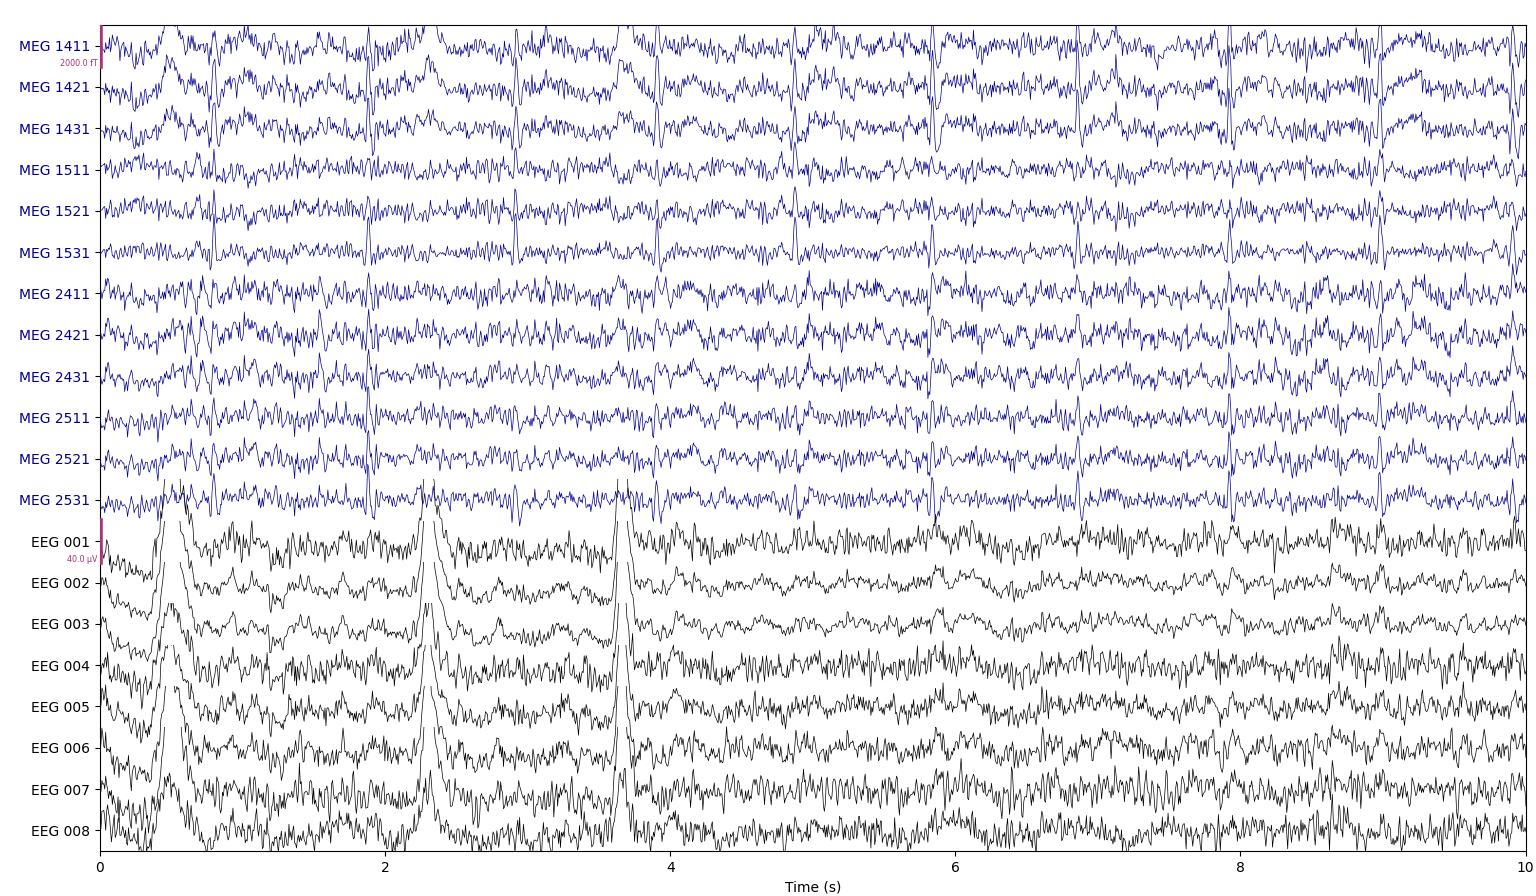 MEG 1411
2000.0 fT
MEG 1421
MEG 1431
MEG 1511
MEG 1521
MEG 1531
MEG 2411
MEG 2421
MEG 2431
MEG 2511
MEG 2521
MEG 2531
EEG 001
40.0 µV
EEG 002
EEG 003
EEG 004
EEG 005
EEG 006
EEG 007
EEG 008
0 2 4 6 8 10
Time (s)